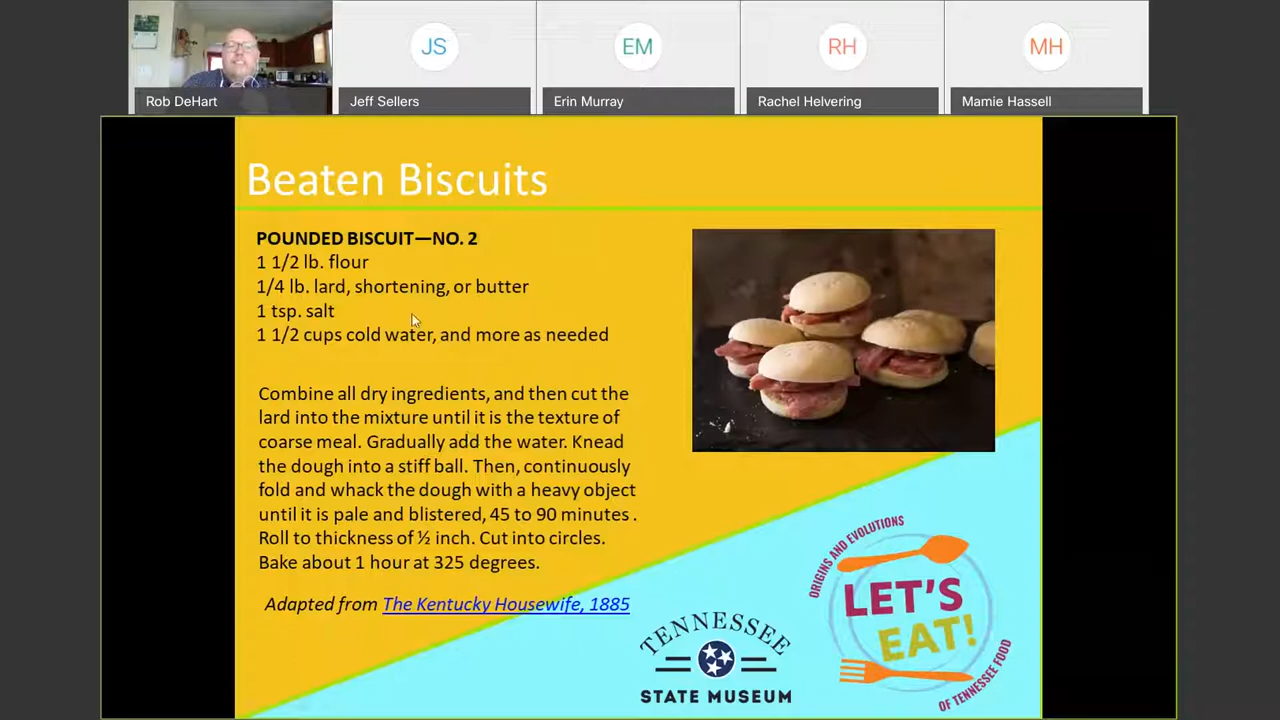 JS
EM
RH
MH
Rob DeHart
Jeff Sellers
Erin Murray
Rachel Helvering
Mamie Hassell
Beaten Biscuits
POUNDED BISCUIT—NO. 2
1 1/2 lb. flour
1/4 lb. lard, shortening, or butter
1 tsp. salt
1 1/2 cups cold water, and more as needed
Combine all dry ingredients, and then cut the
lard into the mixture until it is the texture of
coarse meal. Gradually add the water. Knead
the dough into a stiff ball. Then, continuously
fold and whack the dough with a heavy object
until it is pale and blistered, 45 to 90 minutes.
Roll to thickness of ½ inch. Cut into circles.
Bake about 1 hour at 325 degrees.
Adapted from The Kentucky Housewife, 1885
TENNESSEE
STATE MUSEUM
ORIGINS AND EVOLUTIONS
LET'S
EAT!
OF TENNESSEE FOOD